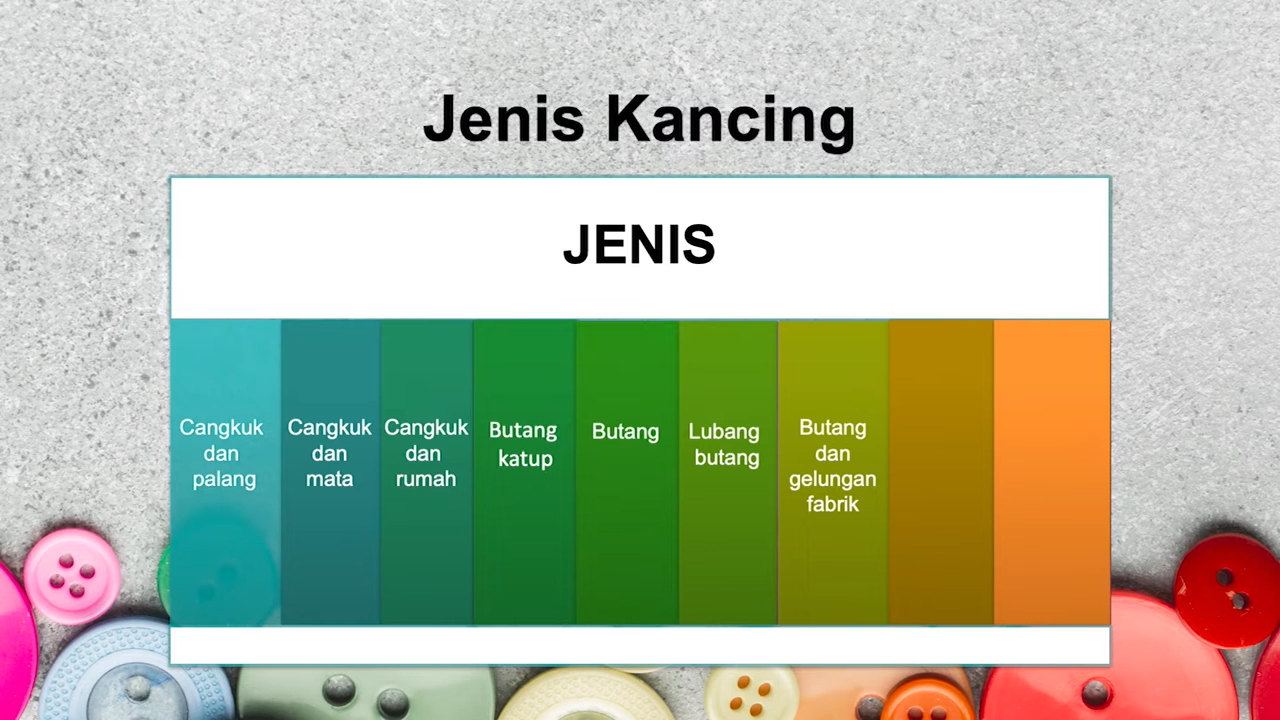 Jenis Kancing
JENIS
Cangkuk
dan
palang
Cangkuk
dan
mata
Cangkuk
dan
rumah
Butang
katup
Butang
Lubang
butang
Butang
dan
gelungan
fabrik